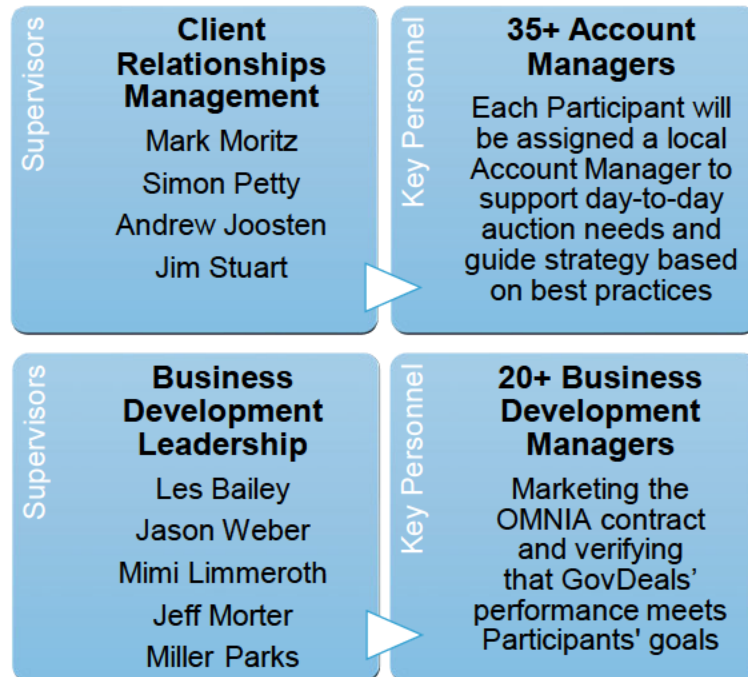 Supervisors
Client
Relationships
Management
Mark Moritz
Simon Petty
Andrew Joosten
Jim Stuart
Key Personnel
35+ Account
Managers
Each Participant will
be assigned a local
Account Manager to
support day-to-day
auction needs and
guide strategy based
on best practices
Supervisors
Business
Development
Leadership
Les Bailey
Jason Weber
Mimi Limmeroth
Jeff Morter
Miller Parks
Key Personnel
20+ Business
Development
Managers
Marketing the
OMNIA contract
and verifying
that GovDeals’
performance meets
Participants' goals